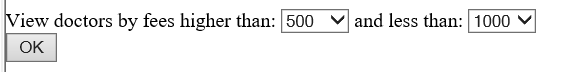 View doctors by fees higher than: 500 and less than: 1000
OK